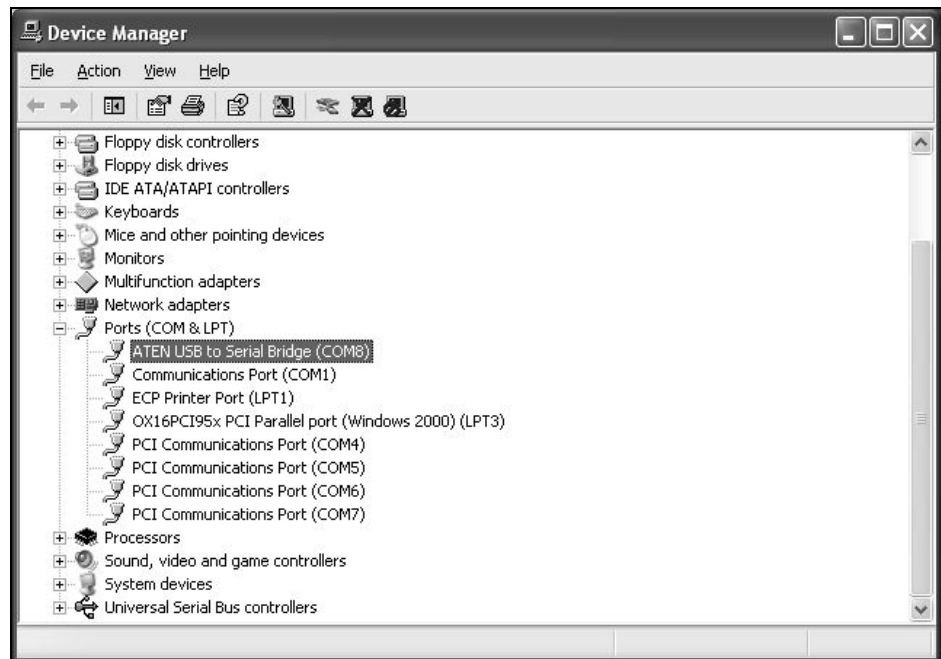 Device Manager
File Action View Help
Floppy disk controllers
Floppy disk drives
IDE ATA/ATAPI controllers
Keyboards
Mice and other pointing devices
Monitors
Multifunction adapters
Network adapters
Ports (COM & LPT)
ATEN USB to Serial Bridge (COM8)
Communications Port (COM1)
ECP Printer Port (LPT1)
OX16PCI95x PCI Parallel port (Windows 2000) (LPT3)
PCI Communications Port (COM4)
PCI Communications Port (COM5)
PCI Communications Port (COM6)
PCI Communications Port (COM7)
Processors
Sound, video and game controllers
System devices
Universal Serial Bus controllers